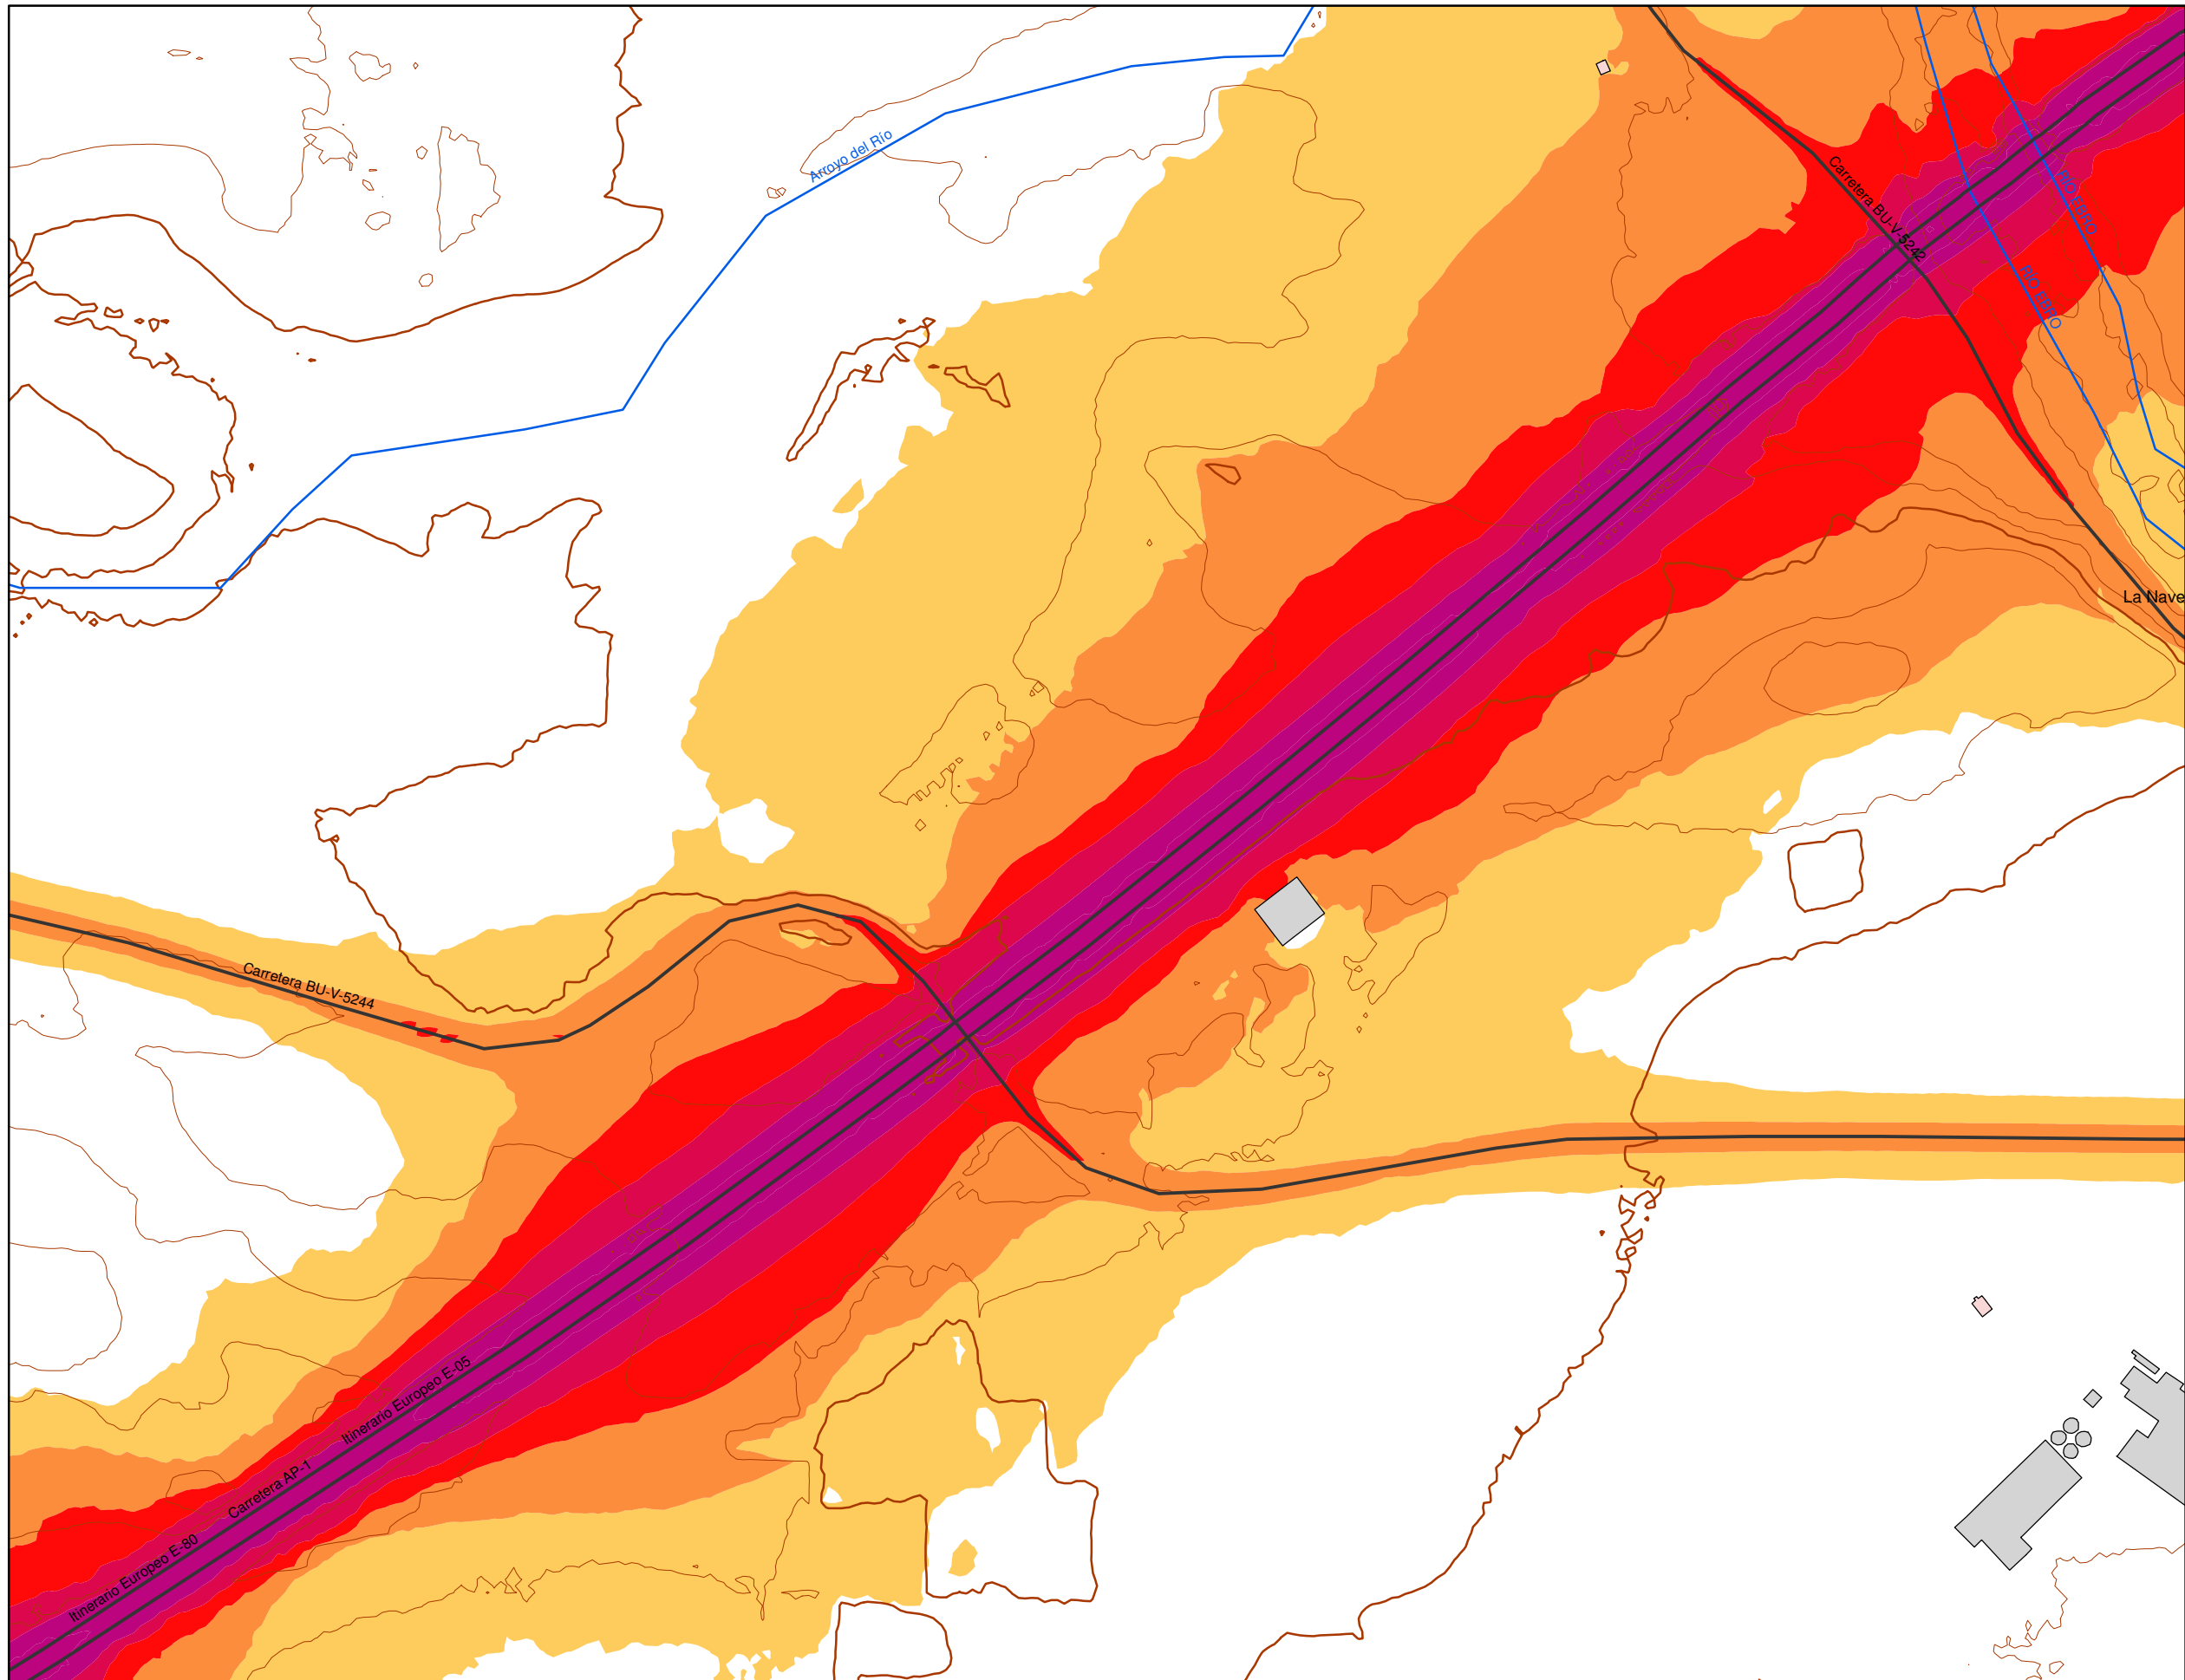 Arroyo del Río
Carretera BU-V-5242
RÍO EBRO
RÍO EBRO
La Nave
Carretera BU-V-5244
Itinerario Europeo E-05
Carretera AP-1
Itinerario Europeo E-80